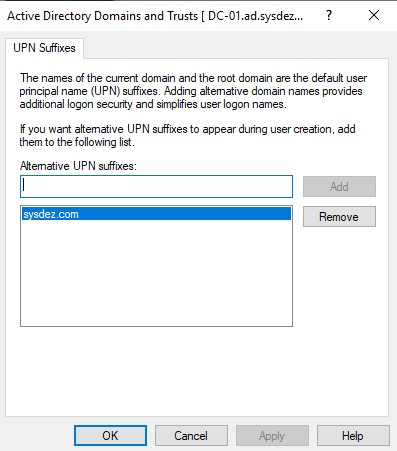 Active Directory Domains and Trusts [ DC-01.ad.sysdez... ? ×
UPN Suffixes
The names of the current domain and the root domain are the default user
principal name (UPN) suffixes. Adding alternative domain names provides
additional logon security and simplifies user logon names.
If you want alternative UPN suffixes to appear during user creation, add
them to the following list.
Alternative UPN suffixes:
Add
sysdez.com
Remove
OK
Cancel
Apply
Help